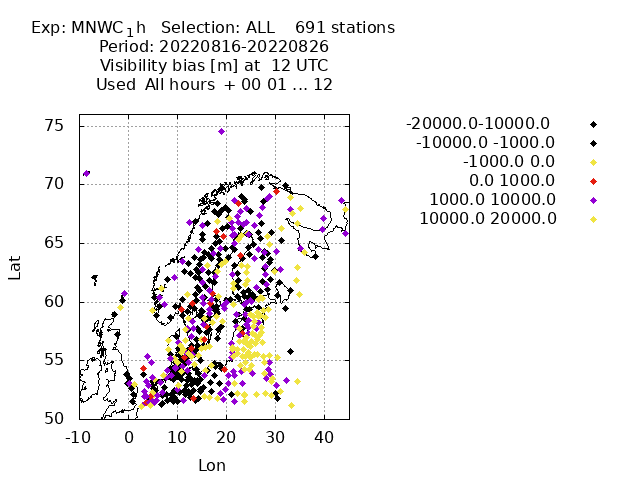 Exp: MNWC_1h Selection: ALL 691 stations
Period: 20220816-20220826
Visibility bias [m] at 12 UTC
Used All hours + 00 01 ... 12
-20000.0-10000.0
-10000.0 -1000.0
-1000.0 0.0
0.0 1000.0
1000.0 10000.0
10000.0 20000.0
75
70
65
60
55
50
Lat
-10 0 10 20 30 40
Lon